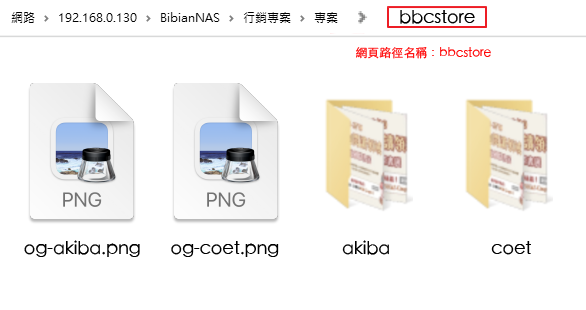 網路 > 192.168.0.130 > BibianNAS > 行銷專案 > 專案 > bbcstore
網頁路徑名稱：bbcstore
PNG PNG
og-akiba.png og-coet.png akiba coet